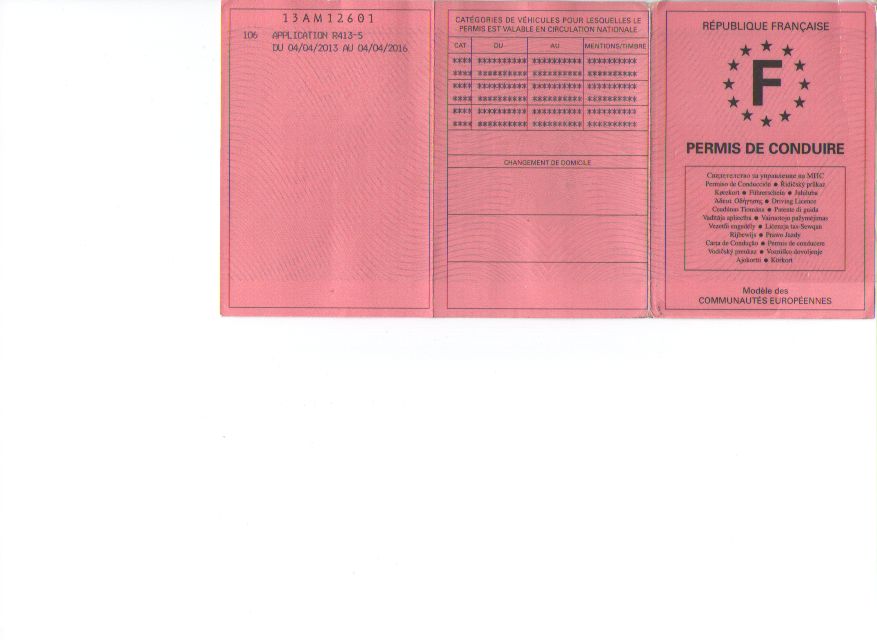 13AM12601
106 APPLICATION R413-5
DU 04/04/2013 AU 04/04/2016
CATÉGORIES DE VÉHICULES POUR LESQUELLES LE
PERMIS EST VALABLE EN CIRCULATION NATIONALE
CAT DU AU MENTIONS/TIMBRE
**** ********** ********** **********
**** ********** ********** **********
**** ********** ********** **********
**** ********** ********** **********
**** ********** ********** **********
**** ********** ********** **********
CHANGEMENT DE DOMICILE
RÉPUBLIQUE FRANÇAISE
F
PERMIS DE CONDUIRE
Свидетелство за управление на МПС
Permiso de Conducción ● Řidičský průkaz
Kørekort ● Führerschein ● Juhiluba
Άδεια Οδήγησης ● Driving Licence
Ceadúnas Tiomána ● Patente di guida
Vadītāja apliecība ● Vairuotojo pažymėjimas
Vezetői engedély ● Liċenzja tas-Sewqan
Rijbewijs ● Prawo Jazdy
Carta de Condução ● Permis de conducere
Vodičský preukaz ● Vozniško dovoljenje
Ajokortti ● Körkort
Modèle des
COMMUNAUTÉS EUROPÉENNES